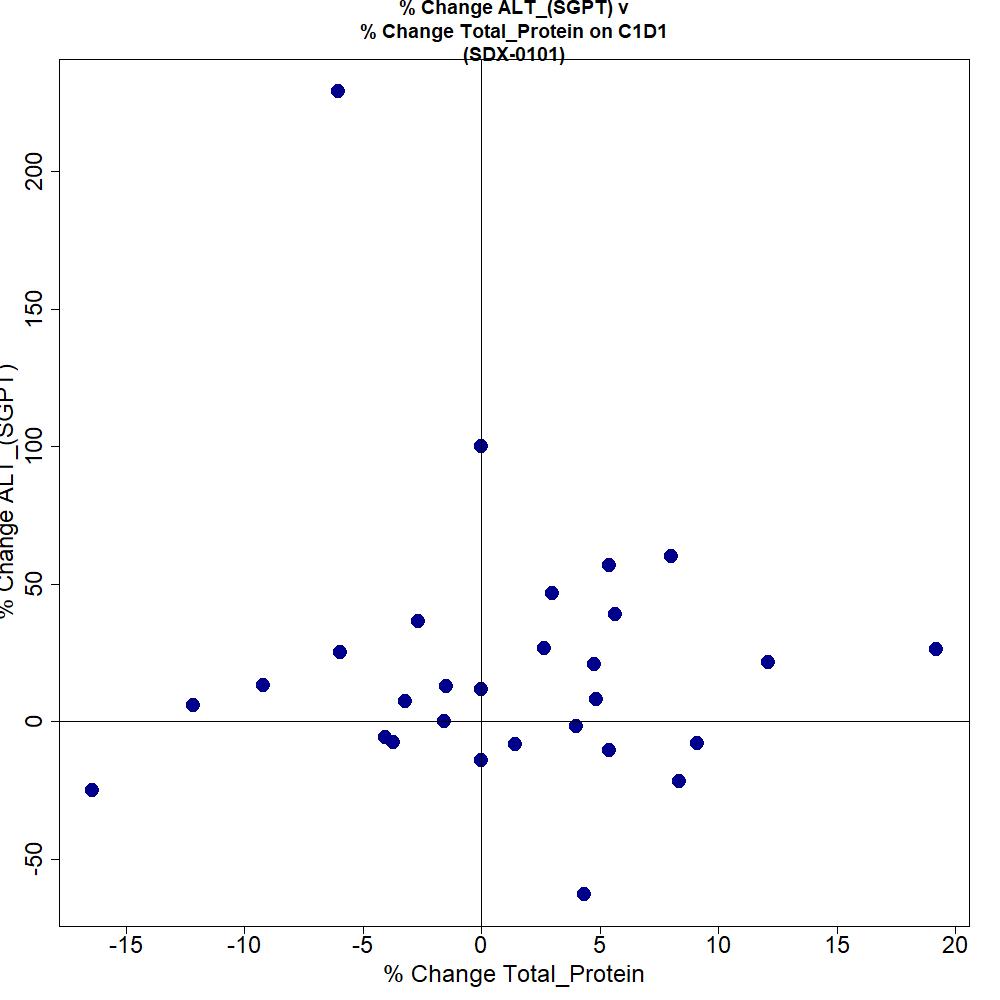 % Change ALT_(SGPT) v
% Change Total_Protein on C1D1
(SDX-0101)
% Change ALT_(SGPT)
200
150
100
50
0
-50
-15
-10
-5
0
5
10
15
20
% Change Total_Protein